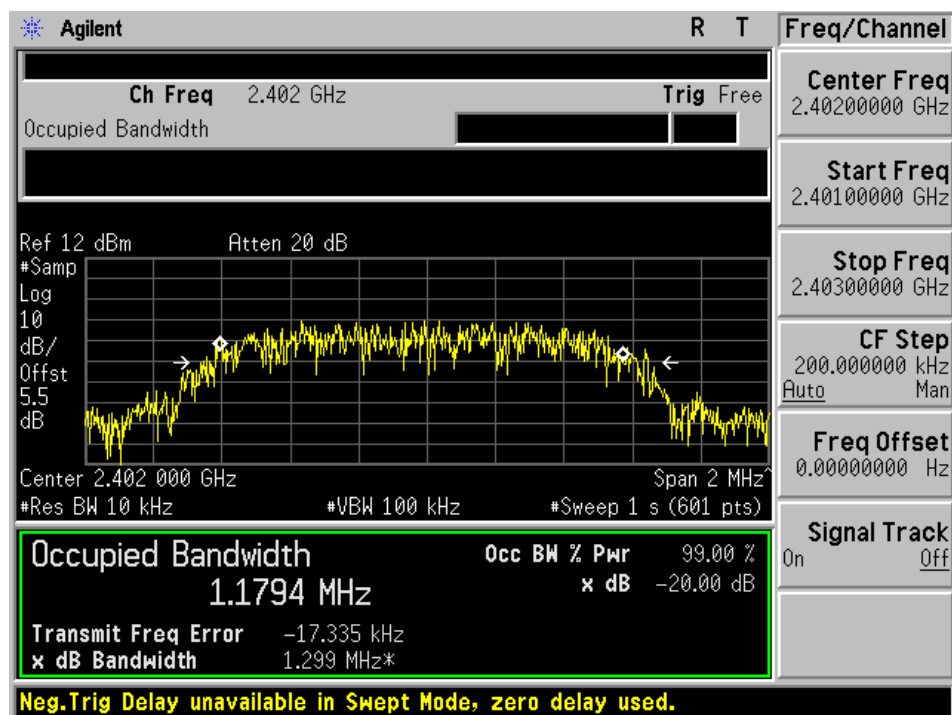 Agilent R T
Freq/Channel
Ch Freq 2.402 GHz Trig Free
Occupied Bandwidth
Center Freq
2.40200000 GHz
Start Freq
2.40100000 GHz
Stop Freq
2.40300000 GHz
CF Step
200.000000 kHz
Auto Man
Freq Offset
0.00000000 Hz
Signal Track
On Off
Ref 12 dBm Atten 20 dB
#Samp
Log
10
dB/
Offst
5.5
dB
Center 2.402 000 GHz Span 2 MHz^
#Res BW 10 kHz #VBW 100 kHz #Sweep 1 s (601 pts)
Occupied Bandwidth Occ BW % Pwr 99.00 %
1.1794 MHz x dB -20.00 dB
Transmit Freq Error -17.335 kHz
x dB Bandwidth 1.299 MHz*
Neg.Trig Delay unavailable in Swept Mode, zero delay used.